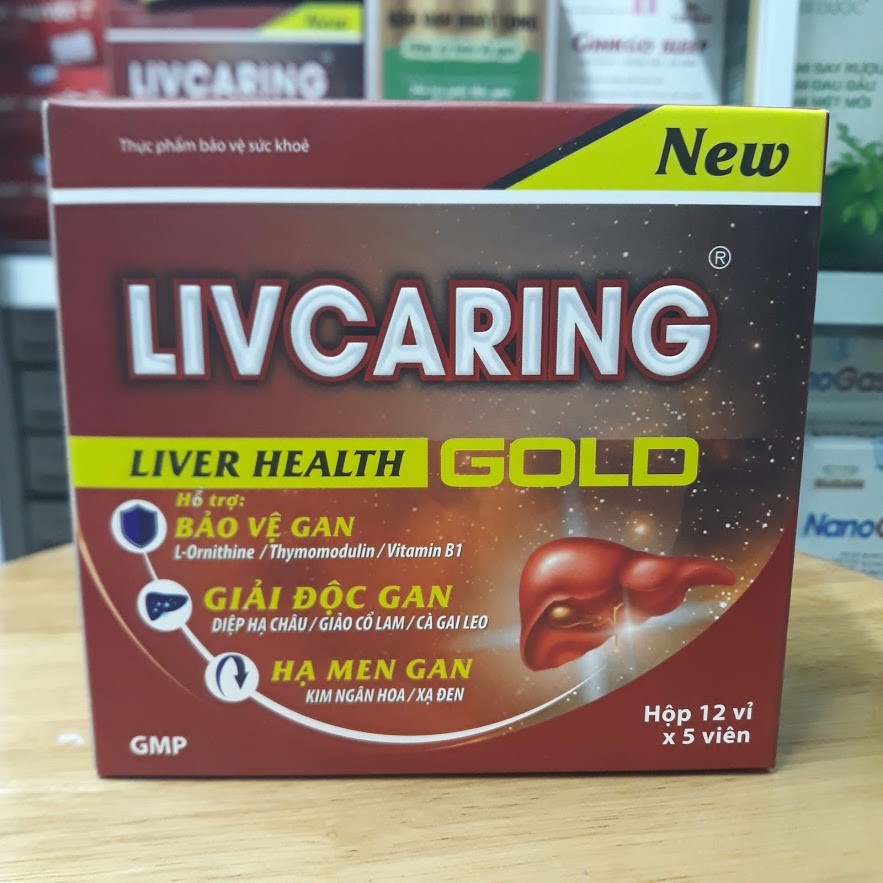 LIVCARING
GINKGO
Thực phẩm bảo vệ sức khoẻ
New
LIVCARING®
LIVER HEALTH GOLD
Hỗ trợ:
BẢO VỆ GAN
L-Ornithine / Thymomodulin / Vitamin B1
GIẢI ĐỘC GAN
DIỆP HẠ CHÂU / GIẢO CỔ LAM / CÀ GAI LEO
HẠ MEN GAN
KIM NGÂN HOA / XẠ ĐEN
GMP
Hộp 12 vỉ
x 5 viên
Nano